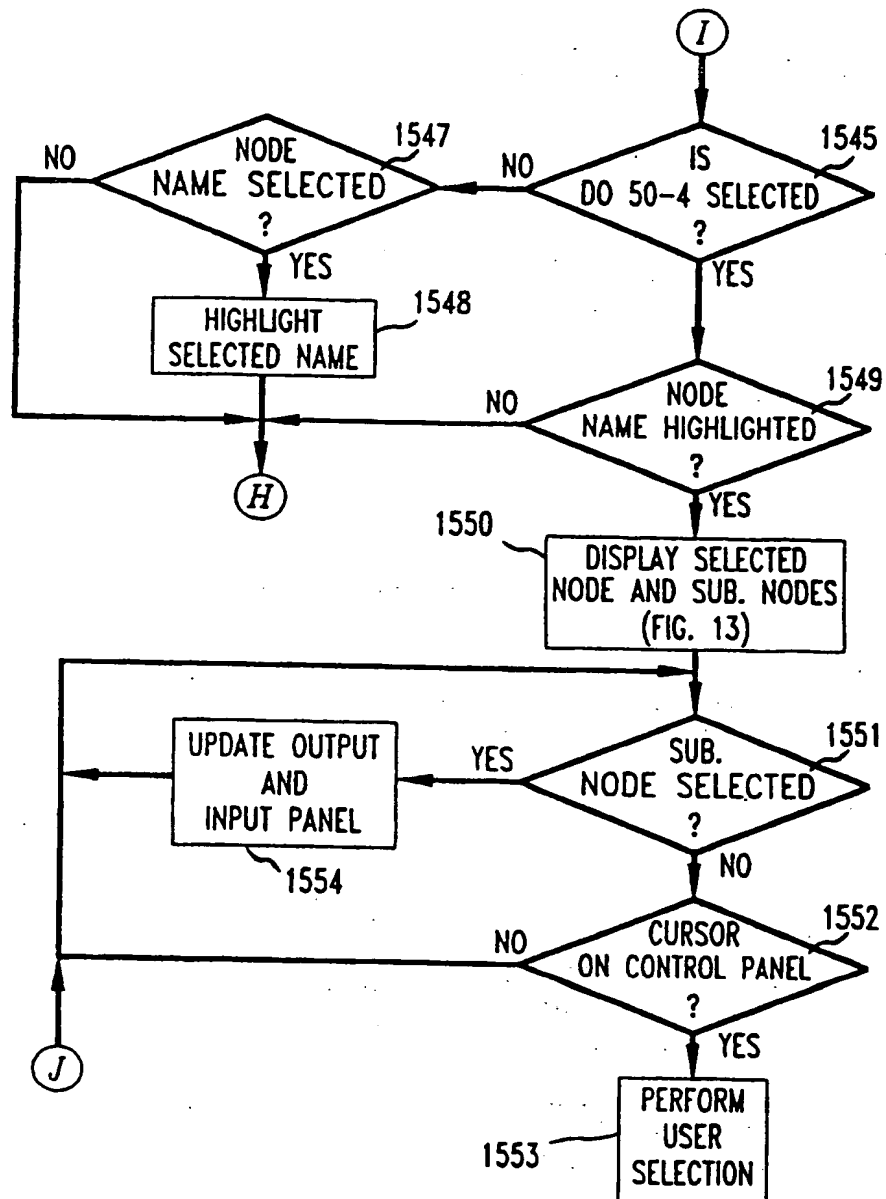 I
1545
IS
DO 50-4 SELECTED
?
NO
YES
1547
NODE
NAME SELECTED
?
NO
YES
1548
HIGHLIGHT
SELECTED NAME
H
1549
NODE
NAME HIGHLIGHTED
?
NO
YES
1550
DISPLAY SELECTED
NODE AND SUB. NODES
(FIG. 13)
1551
SUB.
NODE SELECTED
?
YES
NO
UPDATE OUTPUT
AND
INPUT PANEL
1554
1552
CURSOR
ON CONTROL PANEL
?
NO
YES
J
1553
PERFORM
USER
SELECTION